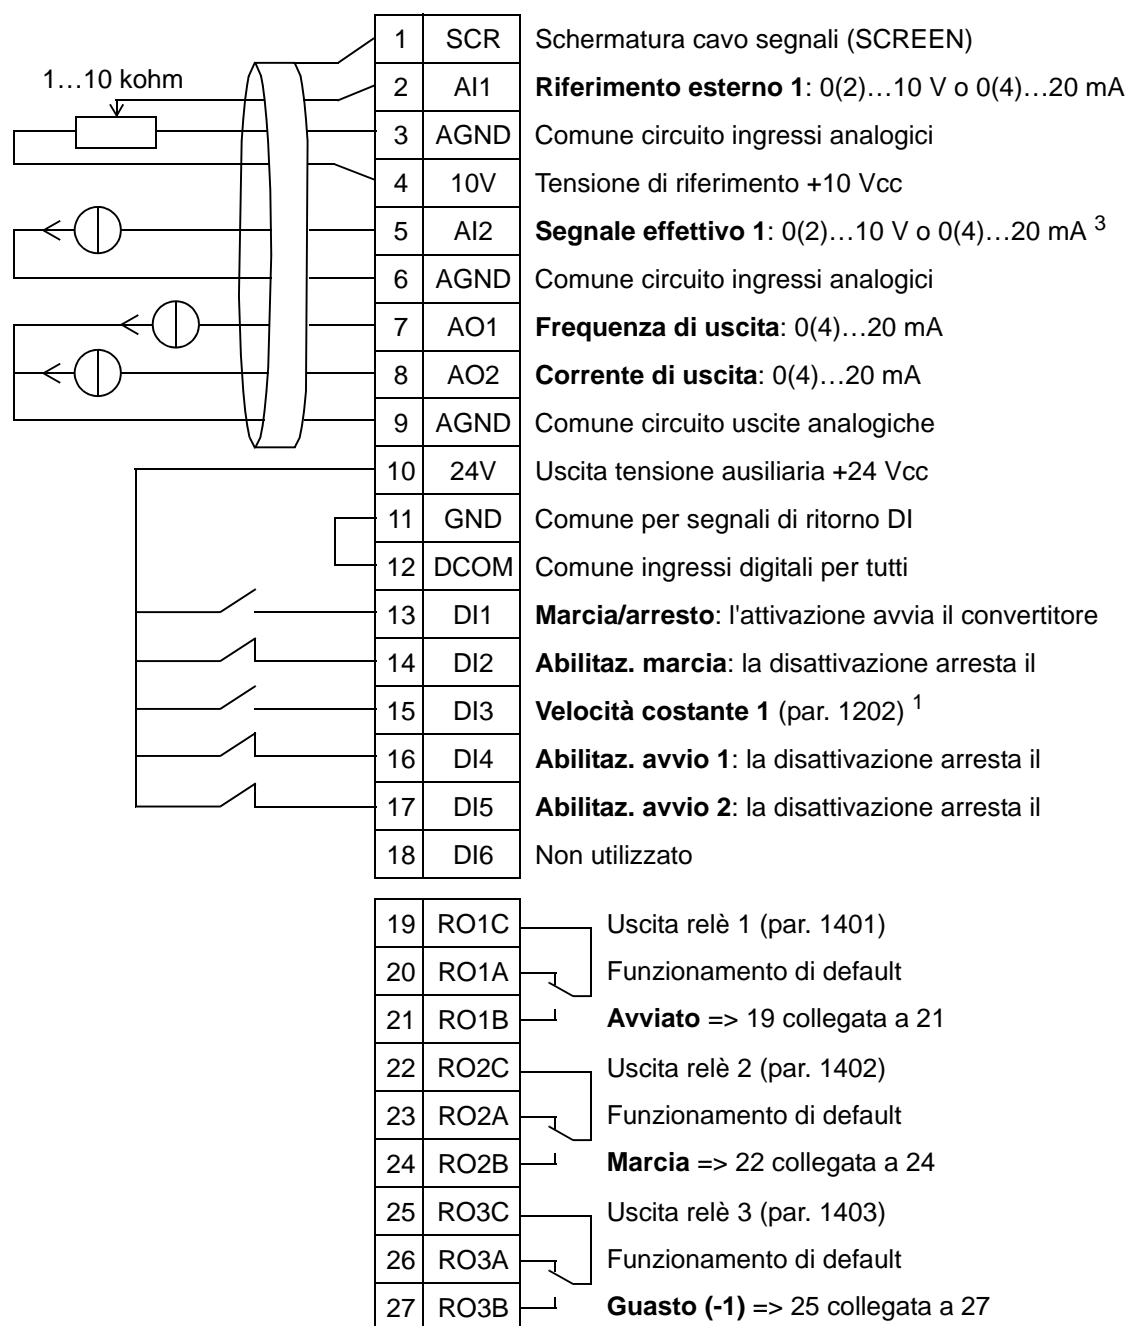 1 SCR Schermatura cavo segnali (SCREEN)
1…10 kohm
2 AI1 Riferimento esterno 1: 0(2)…10 V o 0(4)…20 mA
3 AGND Comune circuito ingressi analogici
4 10V Tensione di riferimento +10 Vcc
5 AI2 Segnale effettivo 1: 0(2)…10 V o 0(4)…20 mA 3
6 AGND Comune circuito ingressi analogici
7 AO1 Frequenza di uscita: 0(4)…20 mA
8 AO2 Corrente di uscita: 0(4)…20 mA
9 AGND Comune circuito uscite analogiche
10 24V Uscita tensione ausiliaria +24 Vcc
11 GND Comune per segnali di ritorno DI
12 DCOM Comune ingressi digitali per tutti
13 DI1 Marcia/arresto: l'attivazione avvia il convertitore
14 DI2 Abilitaz. marcia: la disattivazione arresta il
15 DI3 Velocità costante 1 (par. 1202) 1
16 DI4 Abilitaz. avvio 1: la disattivazione arresta il
17 DI5 Abilitaz. avvio 2: la disattivazione arresta il
18 DI6 Non utilizzato
19 RO1C Uscita relè 1 (par. 1401)
20 RO1A Funzionamento di default
21 RO1B Avviato => 19 collegata a 21
22 RO2C Uscita relè 2 (par. 1402)
23 RO2A Funzionamento di default
24 RO2B Marcia => 22 collegata a 24
25 RO3C Uscita relè 3 (par. 1403)
26 RO3A Funzionamento di default
27 RO3B Guasto (-1) => 25 collegata a 27